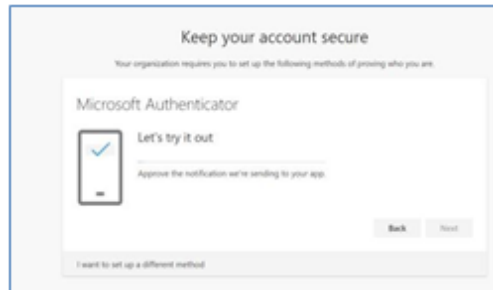 Keep your account secure
Your organization requires you to set up the following methods of proving who you are.
Microsoft Authenticator
Let's try it out
Approve the notification we're sending to your app.
Back Next
I want to set up a different method